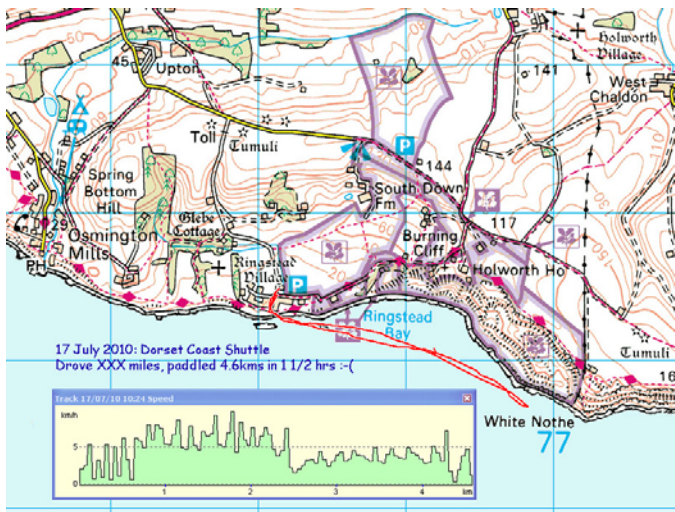 Holworth
Village
45
Upton
141
West
Chaldon
Toll
Tumuli
P
144
Spring
Bottom
Hill
South Down
Fm
Glebe
Cottage
117
29
Osmington
Mills
Burning
Cliff
Holworth Ho
PH
Ringstead
Village
P
Ringstead
Bay
17 July 2010: Dorset Coast Shuttle
Drove XXX miles, paddled 4.6kms in 1 1/2 hrs :-(
Tumuli
16
Track 17/07/10 10:24 Speed
km/h
5
1
2
3
4
km
White Nothe
77